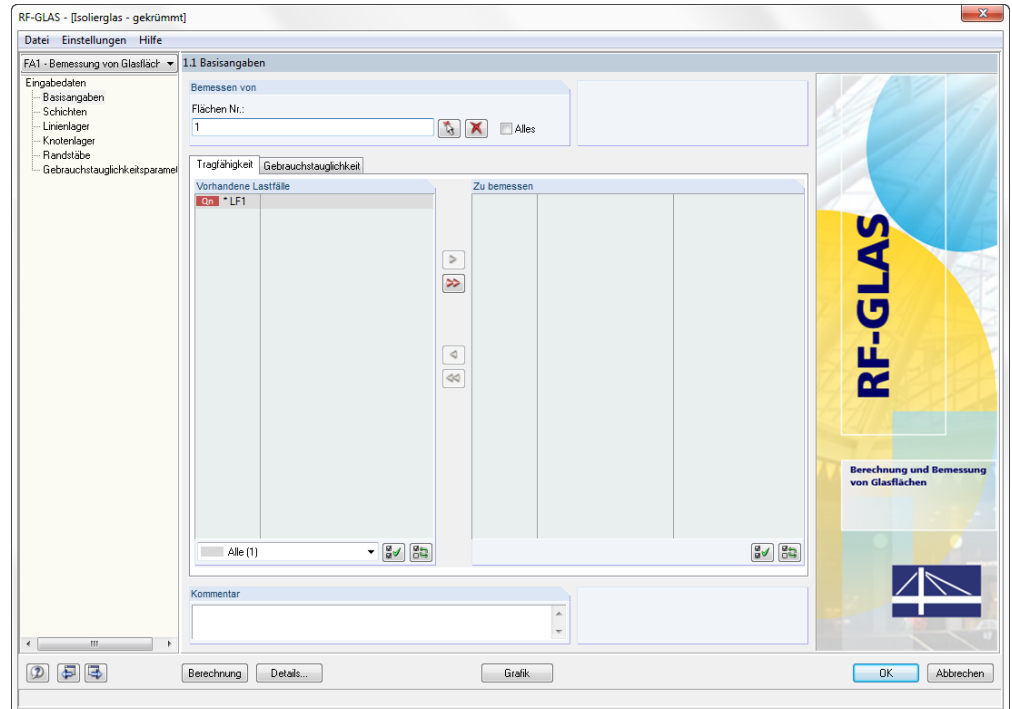 RF-GLAS - [Isolierglas - gekrümmt]
Datei Einstellungen Hilfe
FA1 - Bemessung von Glasfläch
1.1 Basisangaben
Eingabedaten
Basisangaben
Schichten
Linienlager
Knotenlager
Randstäbe
Gebrauchstauglichkeitsparamet
Bemessen von
Flächen Nr.:
1
Alles
Tragfähigkeit
Gebrauchstauglichkeit
Vorhandene Lastfälle
Zu bemessen
Qn * LF1
>
>>
<
<<
Alle (1)
Kommentar
RF-GLAS
Berechnung und Bemessung
von Glasflächen
Berechnung
Details...
Grafik
OK
Abbrechen